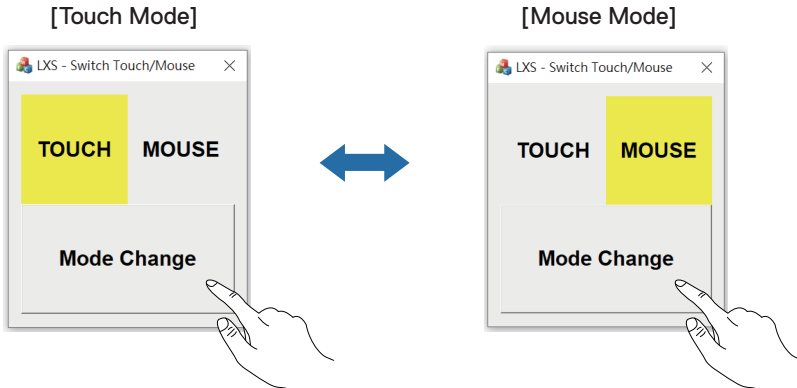 [Touch Mode]
LXS - Switch Touch/Mouse
TOUCH MOUSE
Mode Change
[Mouse Mode]
LXS - Switch Touch/Mouse
TOUCH MOUSE
Mode Change